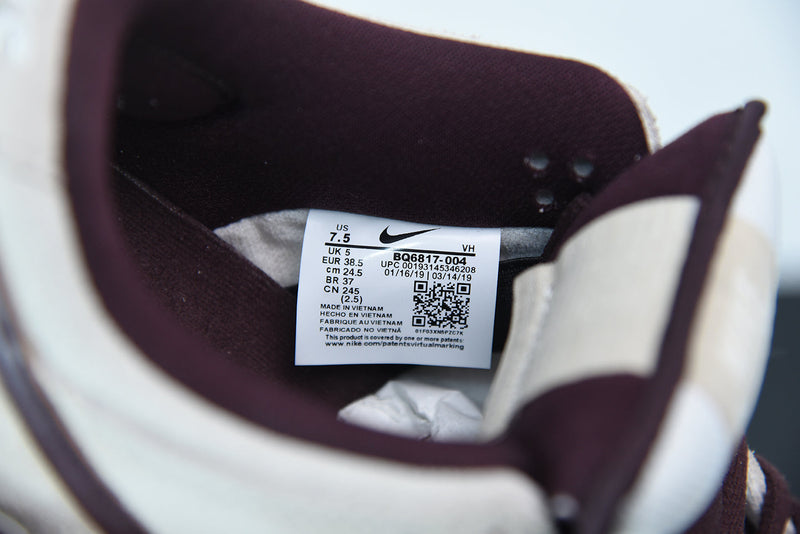 US
7.5
VH
UK 5
BQ6817-004
EUR 38.5
UPC 00193145346208
cm 24.5
01/16/19 | 03/14/19
BR 37
CN 245
(2.5)
MADE IN VIETNAM
HECHO EN VIETNAM
FABRIQUE AU VIETNAM
FABRICADO NO VIETNÃ
This product is covered by one or more patents:
www.nike.com/patentsvirtualmarking